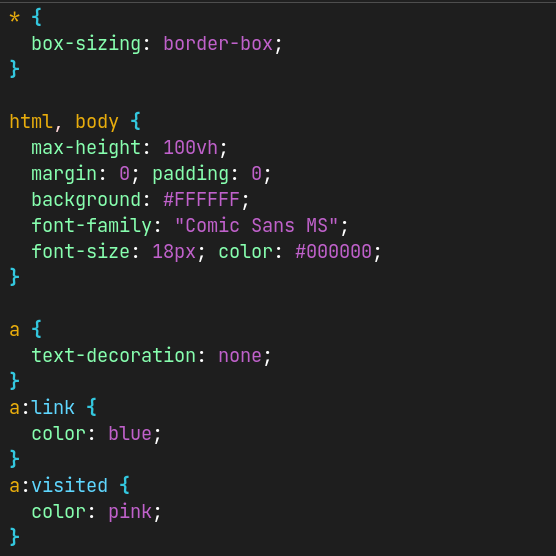 * {
  box-sizing: border-box;
}

html, body {
  max-height: 100vh;
  margin: 0; padding: 0;
  background: #FFFFFF;
  font-family: "Comic Sans MS";
  font-size: 18px; color: #000000;
}

a {
  text-decoration: none;
}
a:link {
  color: blue;
}
a:visited {
  color: pink;
}